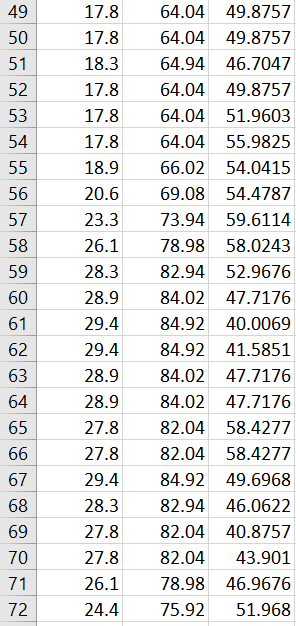 49 17.8 64.04 49.8757
50 17.8 64.04 49.8757
51 18.3 64.94 46.7047
52 17.8 64.04 49.8757
53 17.8 64.04 51.9603
54 17.8 64.04 55.9825
55 18.9 66.02 54.0415
56 20.6 69.08 54.4787
57 23.3 73.94 59.6114
58 26.1 78.98 58.0243
59 28.3 82.94 52.9676
60 28.9 84.02 47.7176
61 29.4 84.92 40.0069
62 29.4 84.92 41.5851
63 28.9 84.02 47.7176
64 28.9 84.02 47.7176
65 27.8 82.04 58.4277
66 27.8 82.04 58.4277
67 29.4 84.92 49.6968
68 28.3 82.94 46.0622
69 27.8 82.04 40.8757
70 27.8 82.04 43.901
71 26.1 78.98 46.9676
72 24.4 75.92 51.968